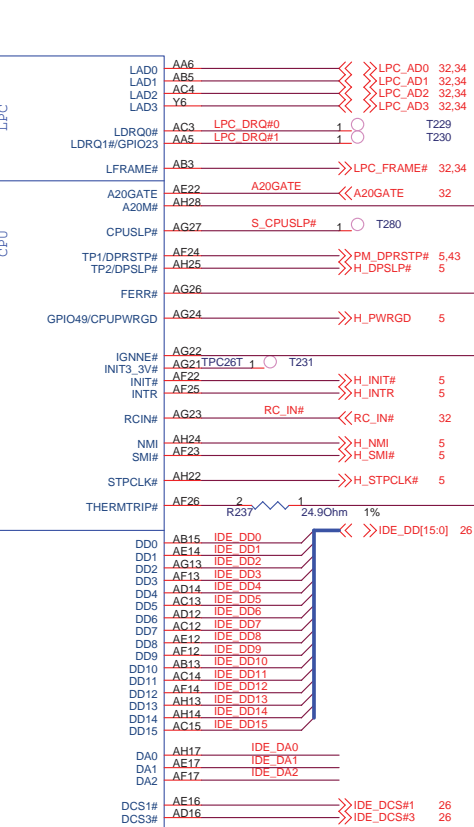 LPC
LAD0 AA6 LPC_AD0 32,34
LAD1 AB5 LPC_AD1 32,34
LAD2 AC4 LPC_AD2 32,34
LAD3 Y6 LPC_AD3 32,34
LDRQ0# AC3 LPC_DRQ#0 1 T229
LDRQ1#/GPIO23 AA5 LPC_DRQ#1 1 T230
LFRAME# AB3 LPC_FRAME# 32,34
CPU
A20GATE AE22 A20GATE A20GATE 32
A20M# AH28
CPUSLP# AG27 S_CPUSLP# 1 T280
TP1/DPRSTP# AF24 PM_DPRSTP# 5,43
TP2/DPSLP# AH25 H_DPSLP# 5
FERR# AG26
GPIO49/CPUPWRGD AG24 H_PWRGD 5
IGNNE# AG22
INIT3_3V# AG21 TPC26T 1 T231
INIT# AF22 H_INIT# 5
INTR AF25 H_INTR 5
RCIN# AG23 RC_IN# RC_IN# 32
NMI AH24 H_NMI 5
SMI# AF23 H_SMI# 5
STPCLK# AH22 H_STPCLK# 5
THERMTRIP# AF26 2 1
R237 24.9Ohm 1%
IDE_DD[15:0] 26
DD0 AB15 IDE_DD0
DD1 AE14 IDE_DD1
DD2 AG13 IDE_DD2
DD3 AF13 IDE_DD3
DD4 AD14 IDE_DD4
DD5 AC13 IDE_DD5
DD6 AD12 IDE_DD6
DD7 AC12 IDE_DD7
DD8 AE12 IDE_DD8
DD9 AF12 IDE_DD9
DD10 AB13 IDE_DD10
DD11 AC14 IDE_DD11
DD12 AF14 IDE_DD12
DD13 AH13 IDE_DD13
DD14 AH14 IDE_DD14
DD15 AC15 IDE_DD15
DA0 AH17 IDE_DA0
DA1 AE17 IDE_DA1
DA2 AF17 IDE_DA2
DCS1# AE16 IDE_DCS#1 26
DCS3# AD16 IDE_DCS#3 26